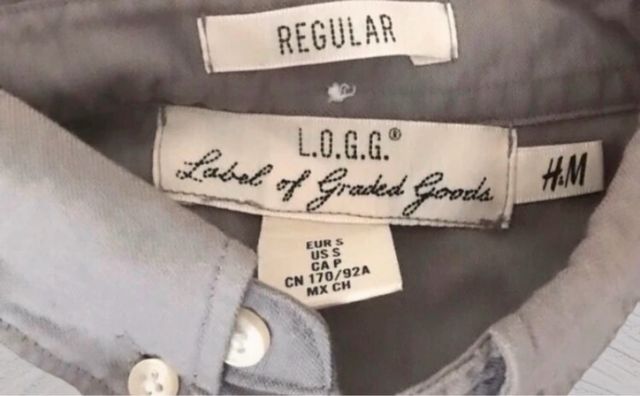 REGULAR
L.O.G.G.®
Label of Graded Goods
H&M
EUR S
US S
CA P
CN 170/92A
MX CH